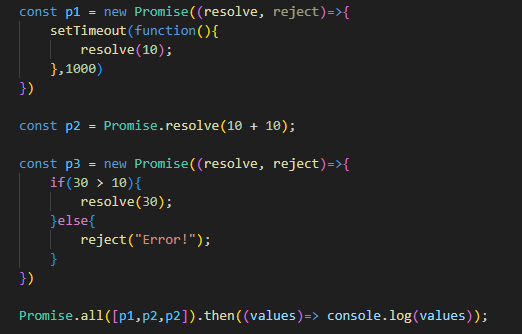 const p1 = new Promise((resolve, reject)=>{
    setTimeout(function(){
        resolve(10);
    },1000)
})

const p2 = Promise.resolve(10 + 10);

const p3 = new Promise((resolve, reject)=>{
    if(30 > 10){
        resolve(30);
    }else{
        reject("Error!");
    }
})

Promise.all([p1,p2,p2]).then((values)=> console.log(values));